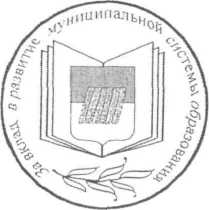 За вклад в развитие муниципальной системы образования